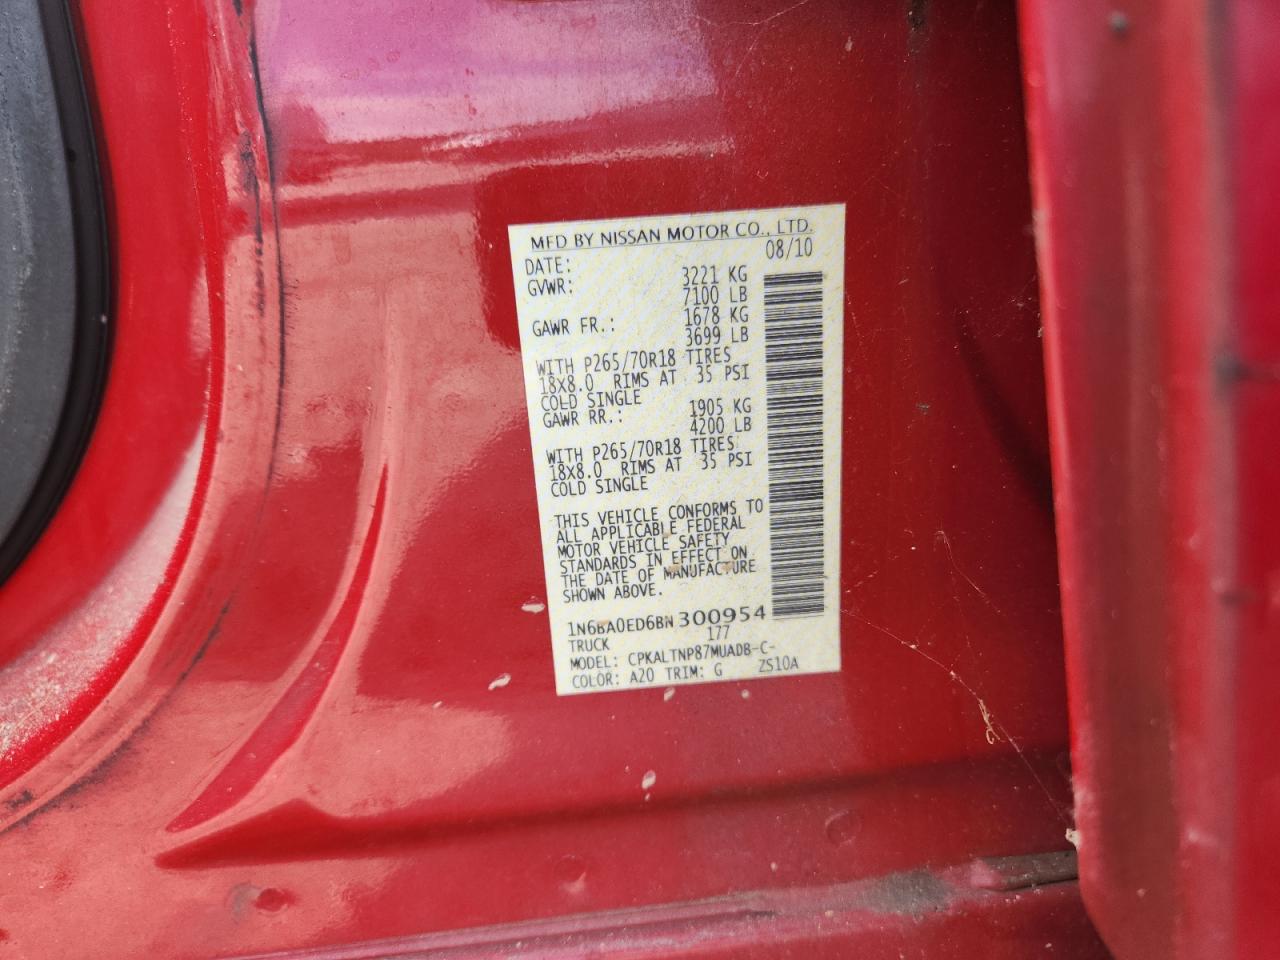 MFD BY NISSAN MOTOR CO., LTD.
DATE: 08/10
GVWR: 3221 KG
7100 LB
GAWR FR.: 1678 KG
3699 LB
WITH P265/70R18 TIRES
18X8.0 RIMS AT 35 PSI
COLD SINGLE
GAWR RR.: 1905 KG
4200 LB
WITH P265/70R18 TIRES
18X8.0 RIMS AT 35 PSI
COLD SINGLE
THIS VEHICLE CONFORMS TO
ALL APPLICABLE FEDERAL
MOTOR VEHICLE SAFETY
STANDARDS IN EFFECT ON
THE DATE OF MANUFACTURE
SHOWN ABOVE.
1N6BA0ED6BN300954
TRUCK 177
MODEL: CPKALTNP87MUADB-C-
COLOR: A20 TRIM: G ZS10A